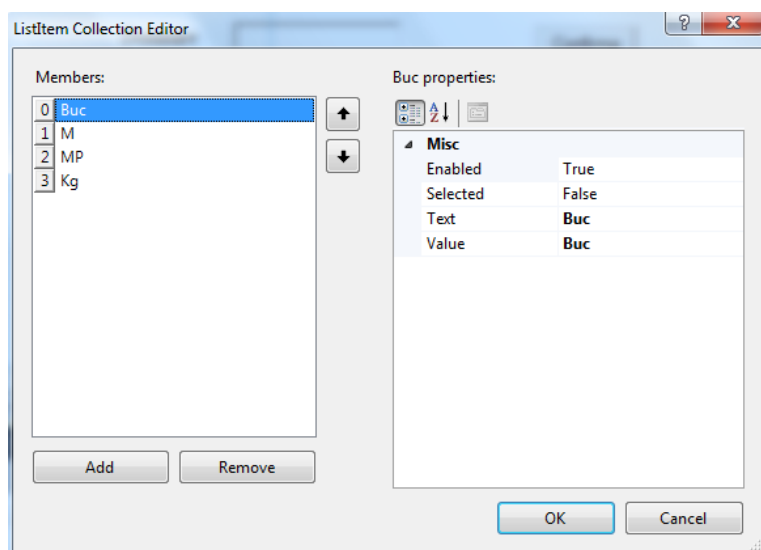 ListItem Collection Editor
Members:
0 Buc
1 M
2 MP
3 Kg
Add
Remove
Buc properties:
Misc
Enabled True
Selected False
Text Buc
Value Buc
OK
Cancel